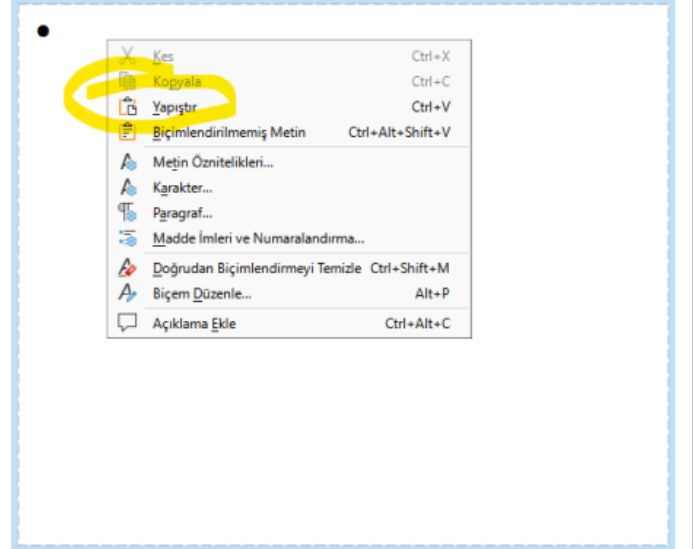 Kes Ctrl+X
Kopyala Ctrl+C
Yapıştır Ctrl+V
Biçimlendirilmemiş Metin Ctrl+Alt+Shift+V
Metin Öznitelikleri...
Karakter...
Paragraf...
Madde İmleri ve Numaralandırma...
Doğrudan Biçimlendirmeyi Temizle Ctrl+Shift+M
Biçem Düzenle... Alt+P
Açıklama Ekle Ctrl+Alt+C